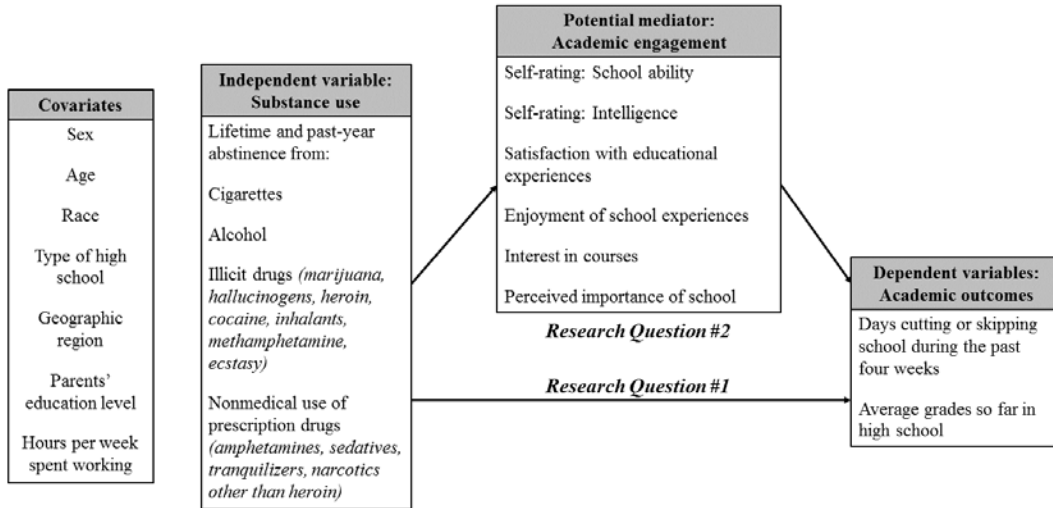 Covariates
Sex
Age
Race
Type of high
school
Geographic
region
Parents'
education level
Hours per week
spent working
Independent variable:
Substance use
Lifetime and past-year
abstinence from:
Cigarettes
Alcohol
Illicit drugs (marijuana,
hallucinogens, heroin,
cocaine, inhalants,
methamphetamine,
ecstasy)
Nonmedical use of
prescription drugs
(amphetamines, sedatives,
tranquilizers, narcotics
other than heroin)
Potential mediator:
Academic engagement
Self-rating: School ability
Self-rating: Intelligence
Satisfaction with educational
experiences
Enjoyment of school experiences
Interest in courses
Perceived importance of school
Research Question #2
Research Question #1
Dependent variables:
Academic outcomes
Days cutting or skipping
school during the past
four weeks
Average grades so far in
high school